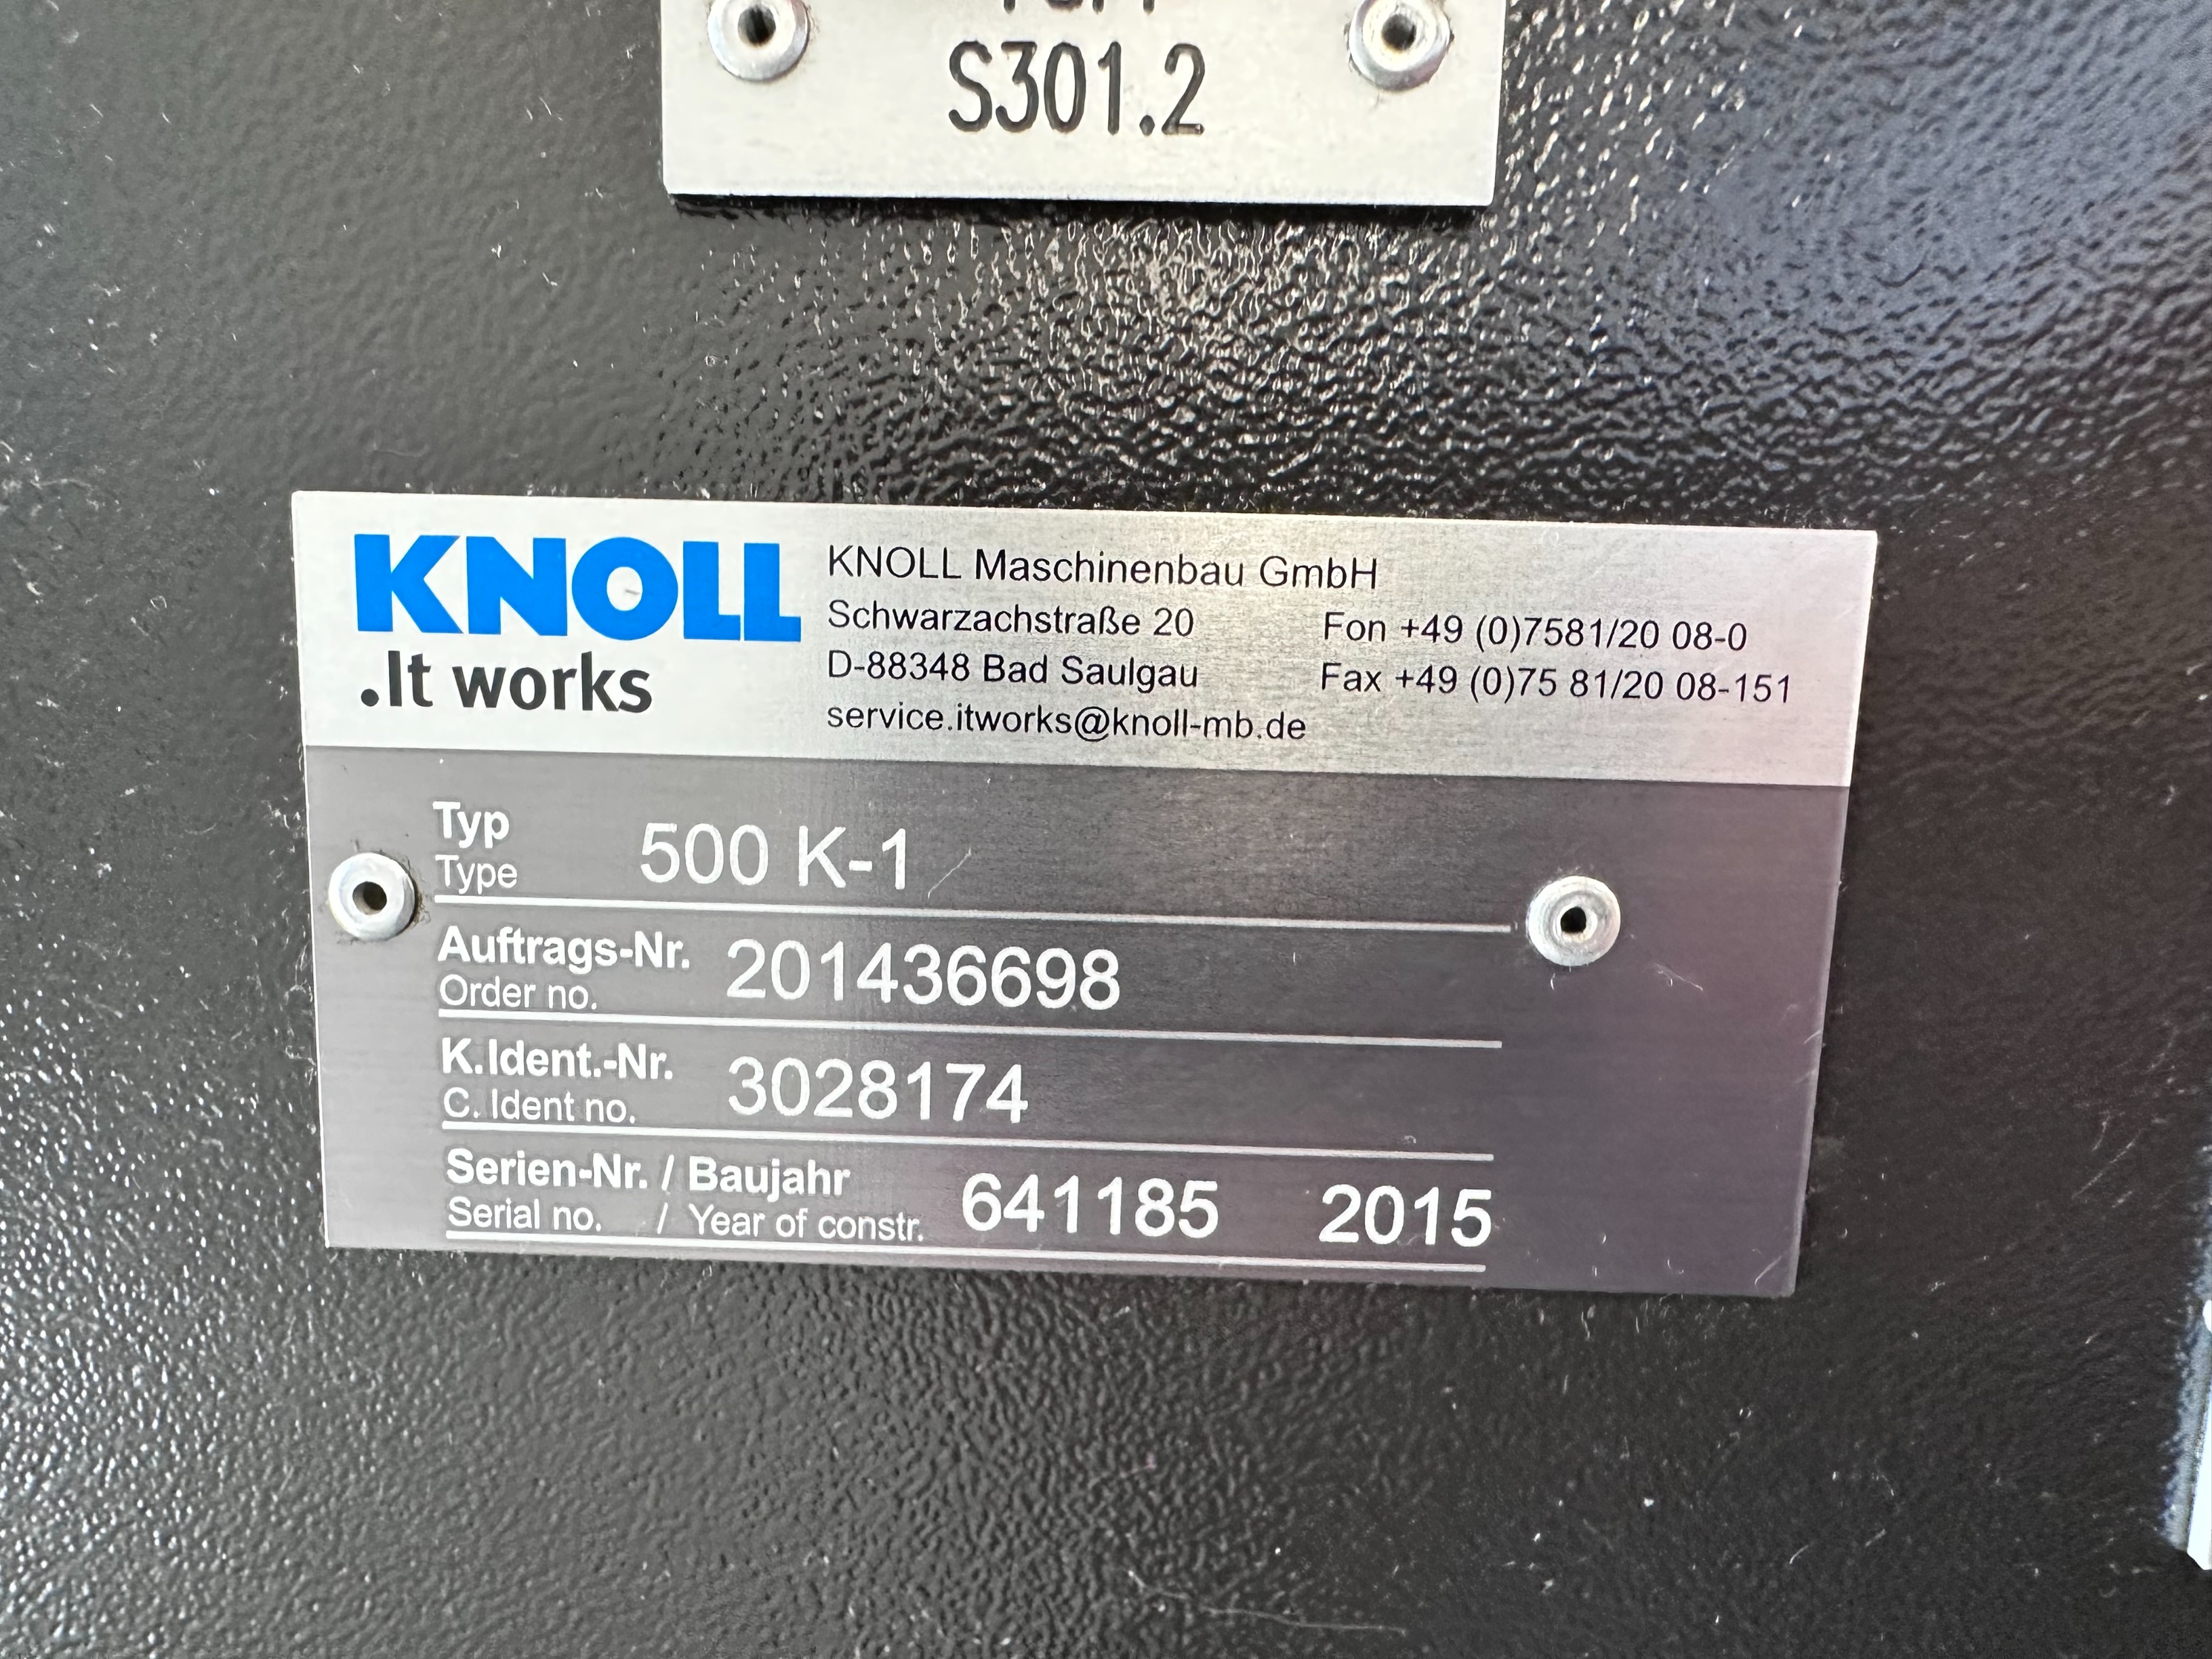 S301.2
KNOLL
.It works
KNOLL Maschinenbau GmbH
Schwarzachstraße 20
Fon +49 (0)7581/20 08-0
D-88348 Bad Saulgau
Fax +49 (0)75 81/20 08-151
service.itworks@knoll-mb.de
Typ
Type
500 K-1
Auftrags-Nr.
Order no.
201436698
K.Ident.-Nr.
C. Ident no.
3028174
Serien-Nr. / Baujahr
Serial no. / Year of constr.
641185 2015